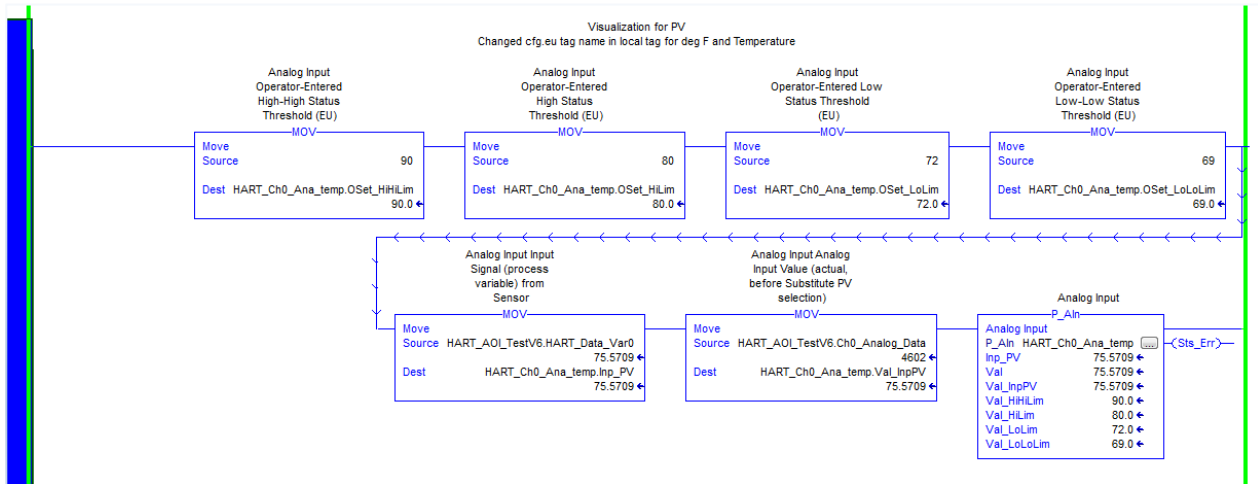 Visualization for PV
Changed cfg.eu tag name in local tag for deg F and Temperature
Analog Input
Operator-Entered
High-High Status
Threshold (EU)
MOV
Move
Source 90
Dest HART_Ch0_Ana_temp.OSet_HiHiLim
90.0
Analog Input
Operator-Entered
High Status
Threshold (EU)
MOV
Move
Source 80
Dest HART_Ch0_Ana_temp.OSet_HiLim
80.0
Analog Input
Operator-Entered Low
Status Threshold
(EU)
MOV
Move
Source 72
Dest HART_Ch0_Ana_temp.OSet_LoLim
72.0
Analog Input
Operator-Entered
Low-Low Status
Threshold (EU)
MOV
Move
Source 69
Dest HART_Ch0_Ana_temp.OSet_LoLoLim
69.0
Analog Input Input
Signal (process
variable) from
Sensor
MOV
Move
Source HART_AOI_TestV6.HART_Data_Var0
75.5709
Dest HART_Ch0_Ana_temp.Inp_PV
75.5709
Analog Input Analog
Input Value (actual,
before Substitute PV
selection)
MOV
Move
Source HART_AOI_TestV6.Ch0_Analog_Data
4602
Dest HART_Ch0_Ana_temp.Val_InpPV
75.5709
Analog Input
P_AIn
Analog Input
P_AIn HART_Ch0_Ana_temp ... (Sts_Err)
Inp_PV 75.5709
Val 75.5709
Val_InpPV 75.5709
Val_HiHiLim 90.0
Val_HiLim 80.0
Val_LoLim 72.0
Val_LoLoLim 69.0